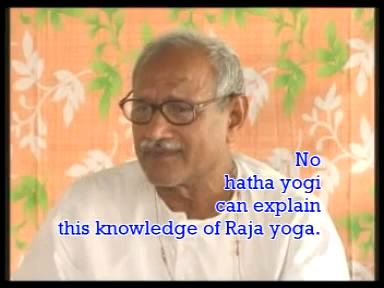 No
hatha yogi
can explain
this knowledge of Raja yoga.